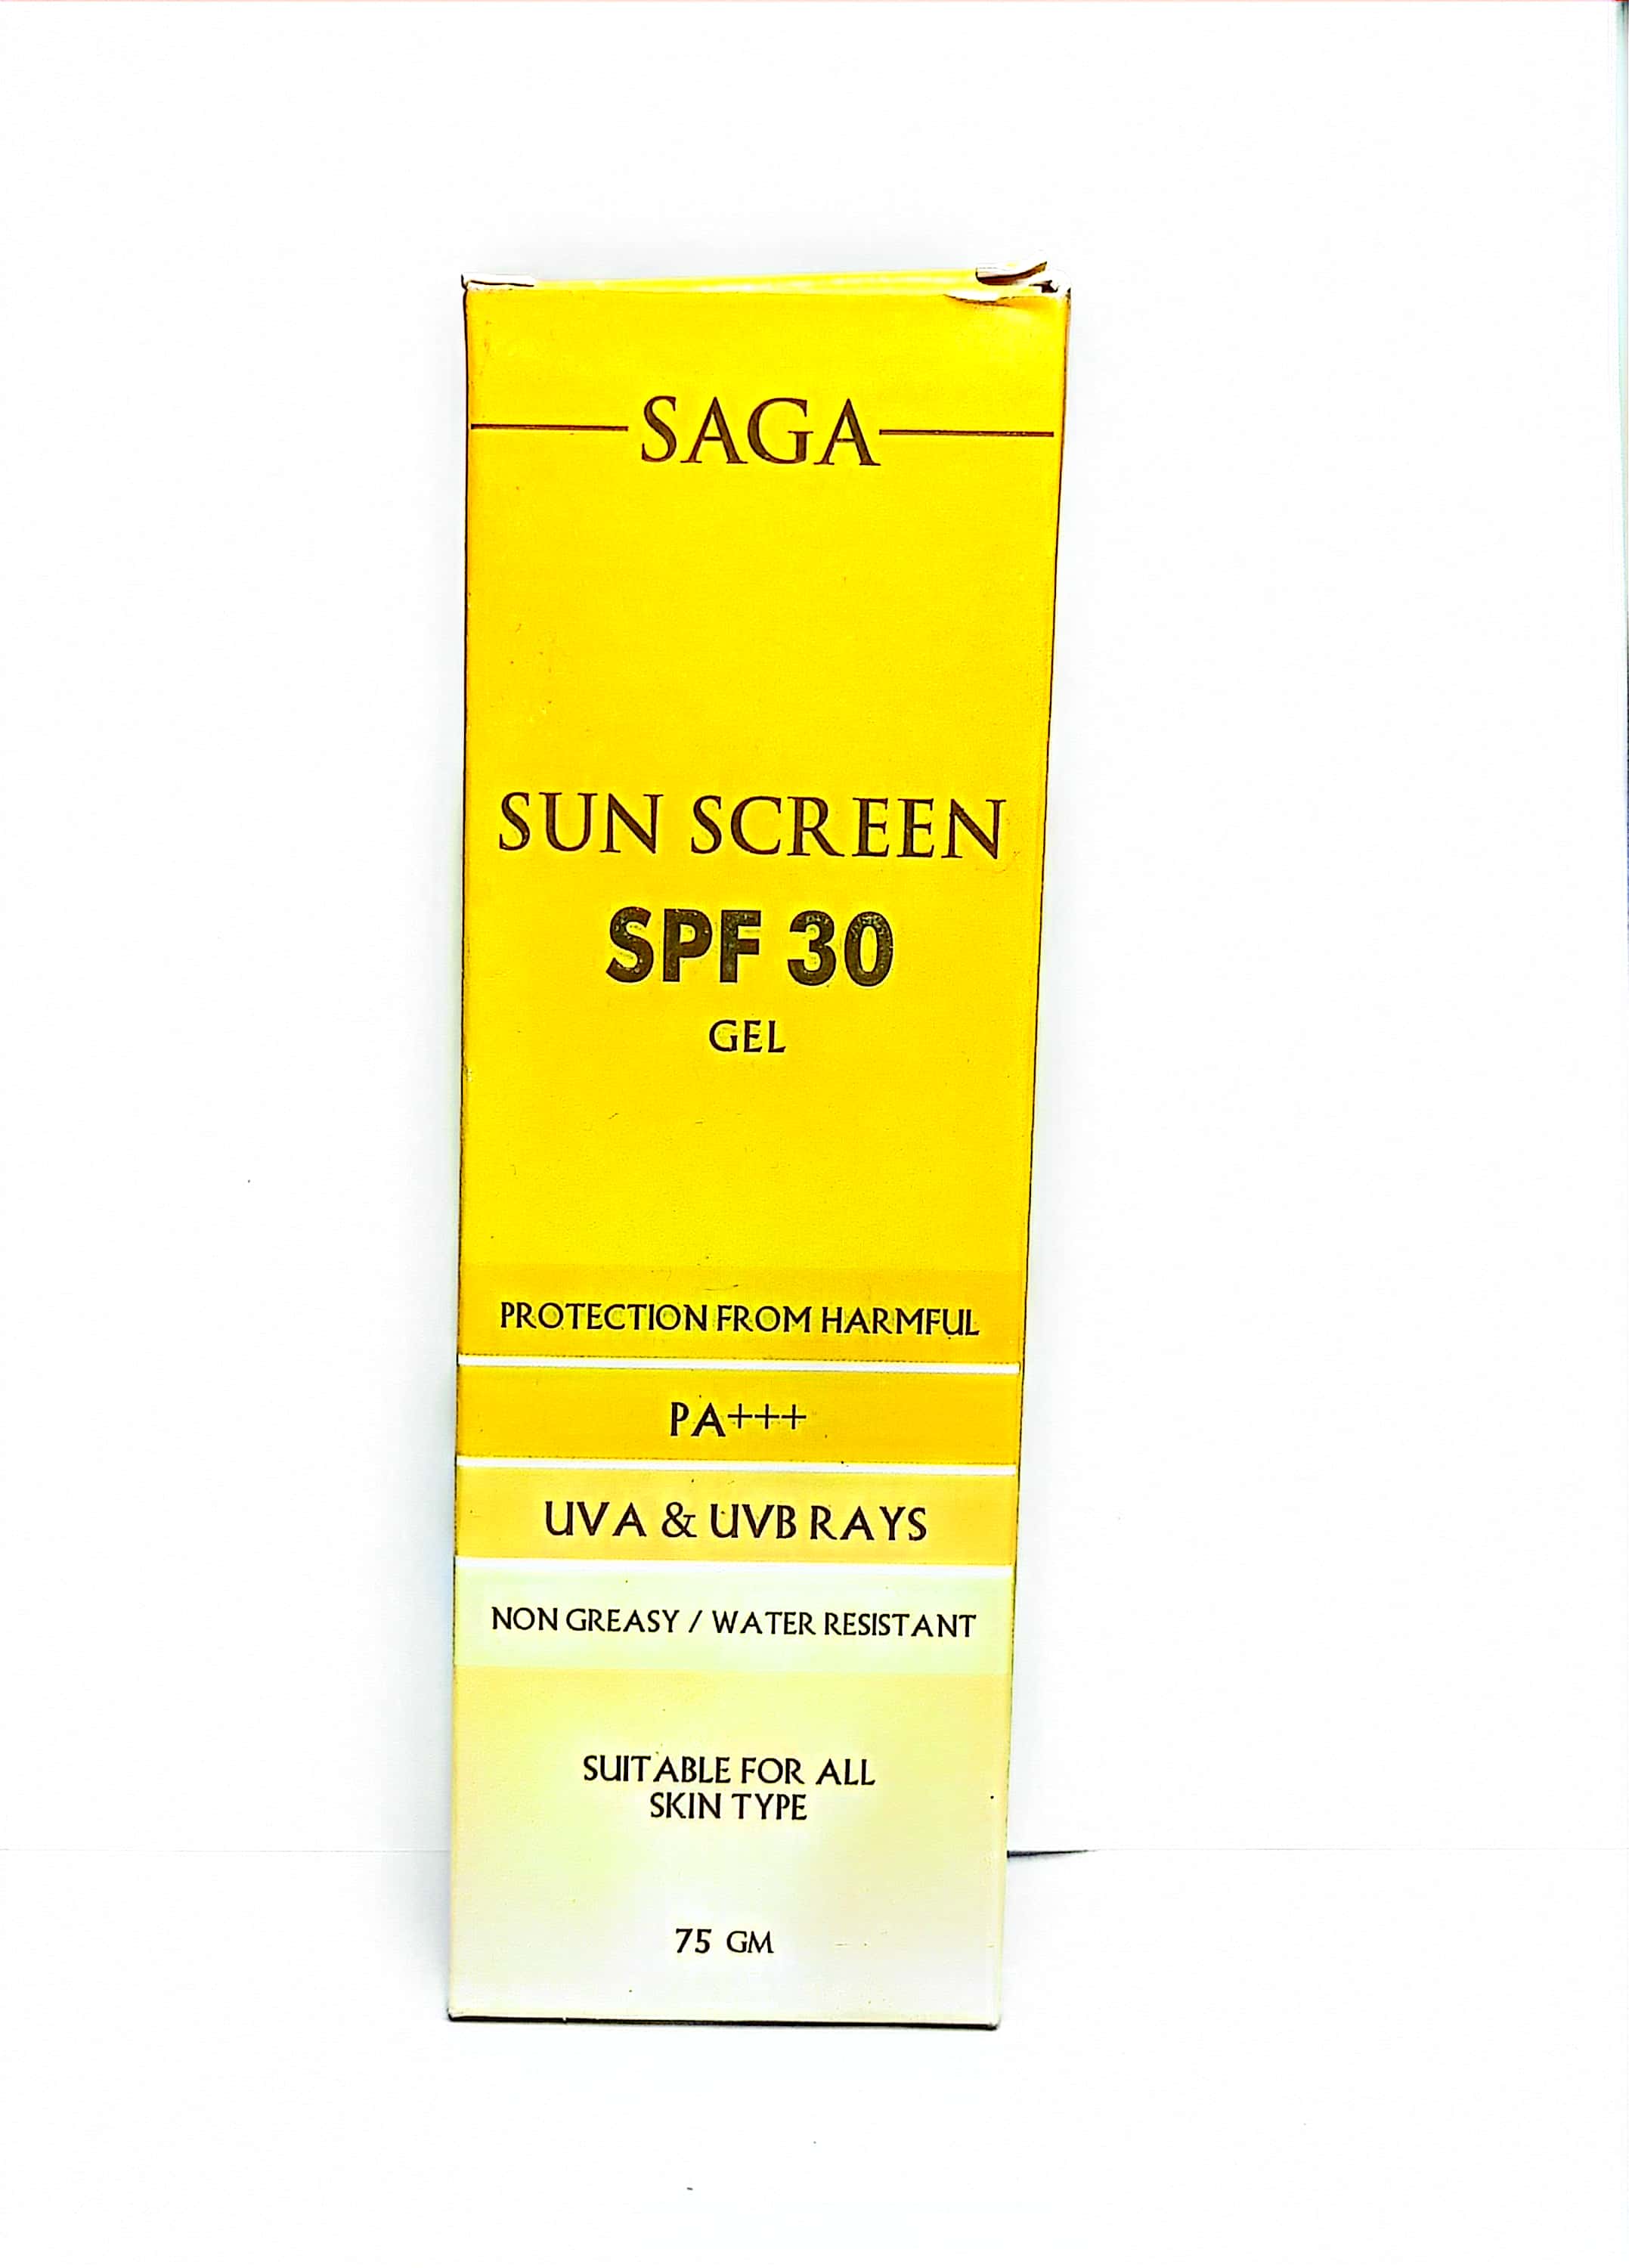 SAGA
SUN SCREEN
SPF 30
GEL
PROTECTION FROM HARMFUL
PA+++
UVA & UVB RAYS
NON GREASY / WATER RESISTANT
SUITABLE FOR ALL
SKIN TYPE
75 GM